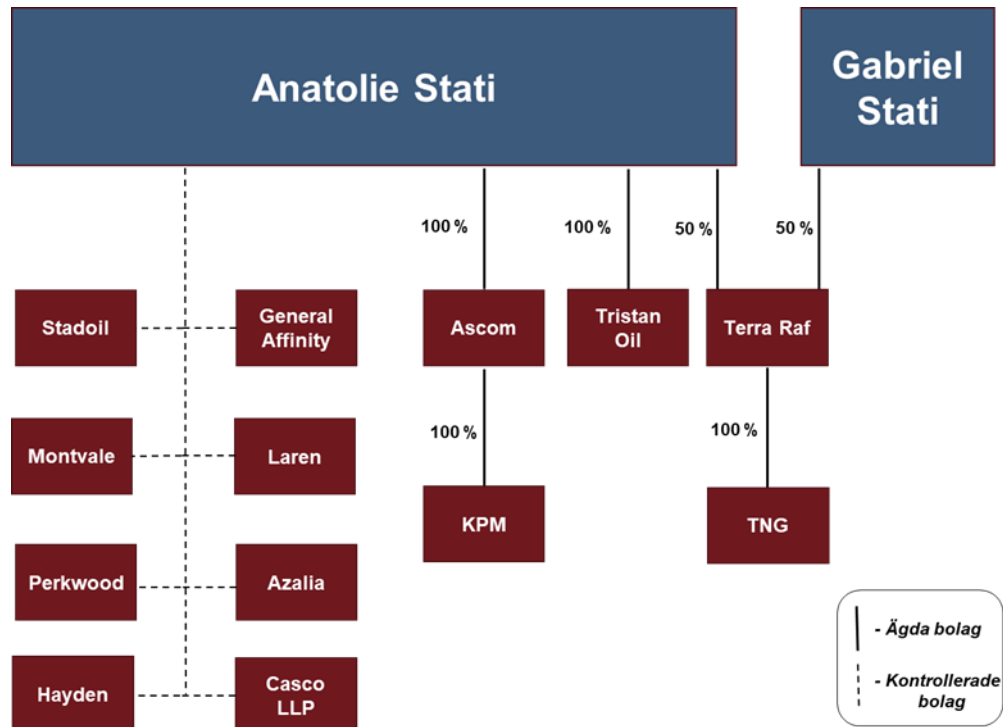 Anatolie Stati
Gabriel
Stati
100 %
100 %
50 %
50 %
Stadoil
General
Affinity
Ascom
Tristan
Oil
Terra Raf
Montvale
Laren
100 %
100 %
KPM
TNG
Perkwood
Azalia
Hayden
Casco
LLP
- Ägda bolag
- Kontrollerade
bolag